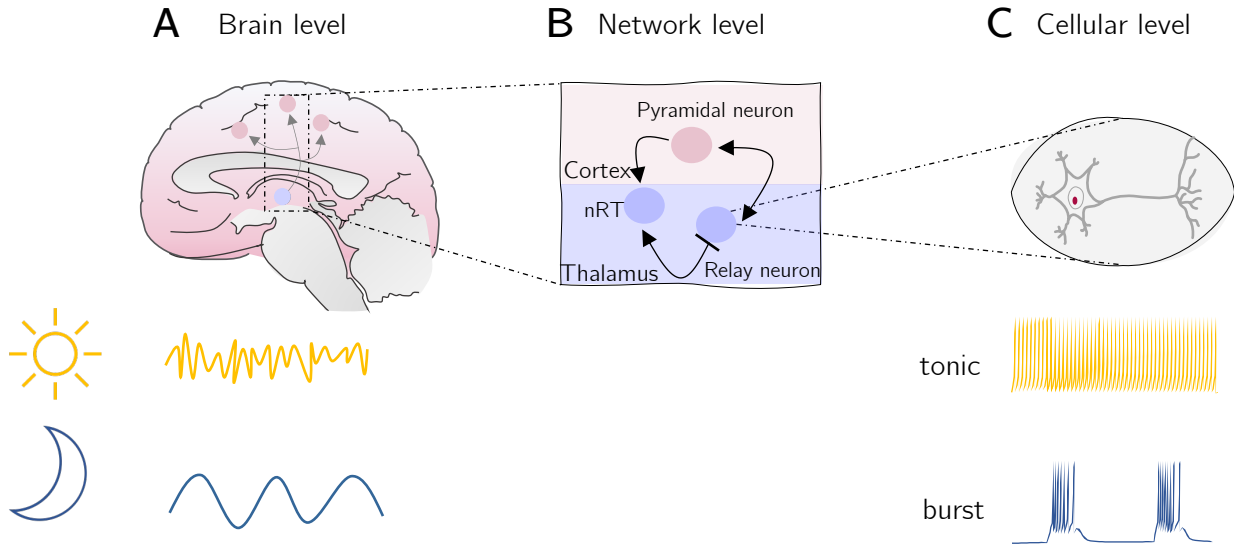 A Brain level
B Network level
C Cellular level
Pyramidal neuron
Cortex
nRT
Thalamus
Relay neuron
tonic
burst